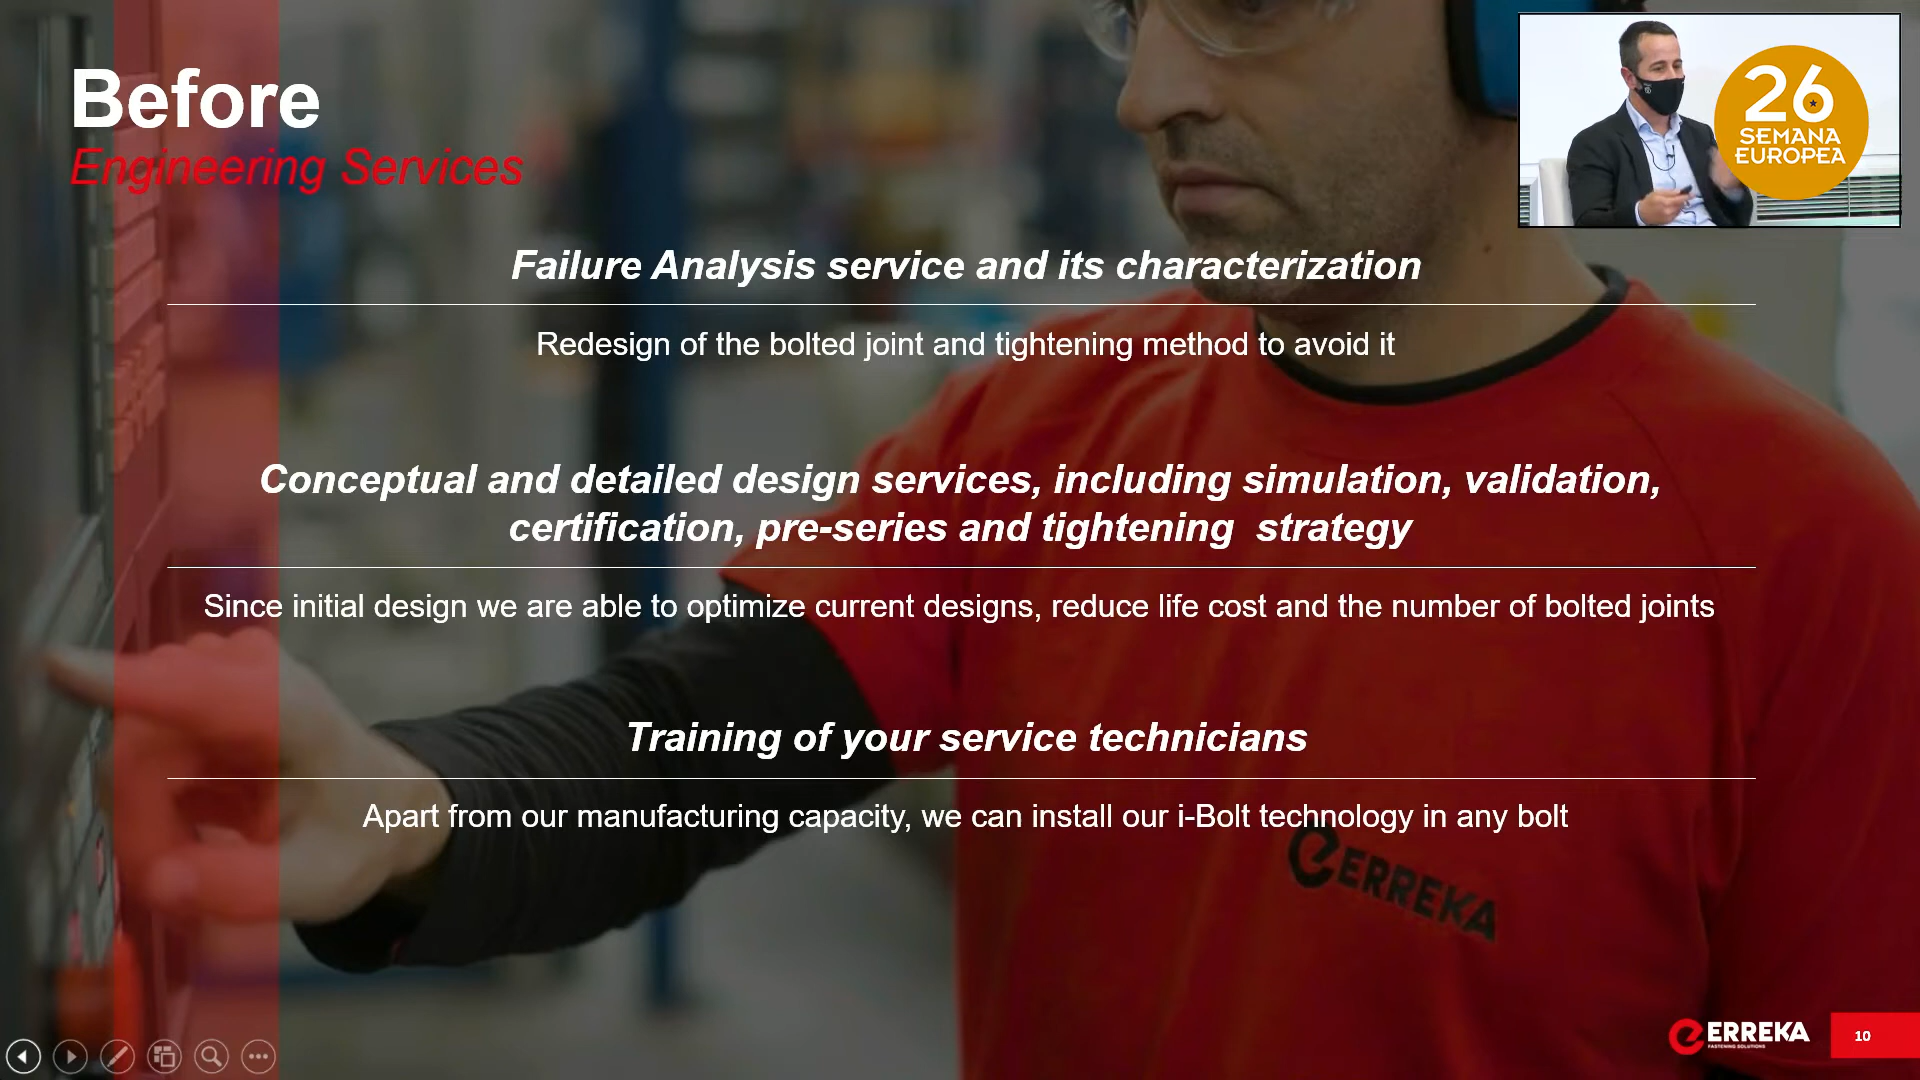 Before
Engineering Services
26
SEMANA
EUROPEA
Failure Analysis service and its characterization
Redesign of the bolted joint and tightening method to avoid it
Conceptual and detailed design services, including simulation, validation,
certification, pre-series and tightening  strategy
Since initial design we are able to optimize current designs, reduce life cost and the number of bolted joints
Training of your service technicians
Apart from our manufacturing capacity, we can install our i-Bolt technology in any bolt
ERREKA
ERREKA
FASTENING SOLUTIONS
10